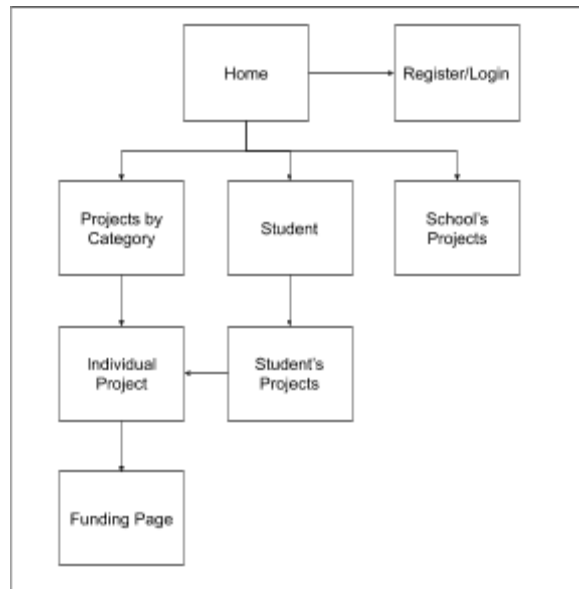 Home
Register/Login
Projects by
Category
Student
School's
Projects
Individual
Project
Student's
Projects
Funding Page